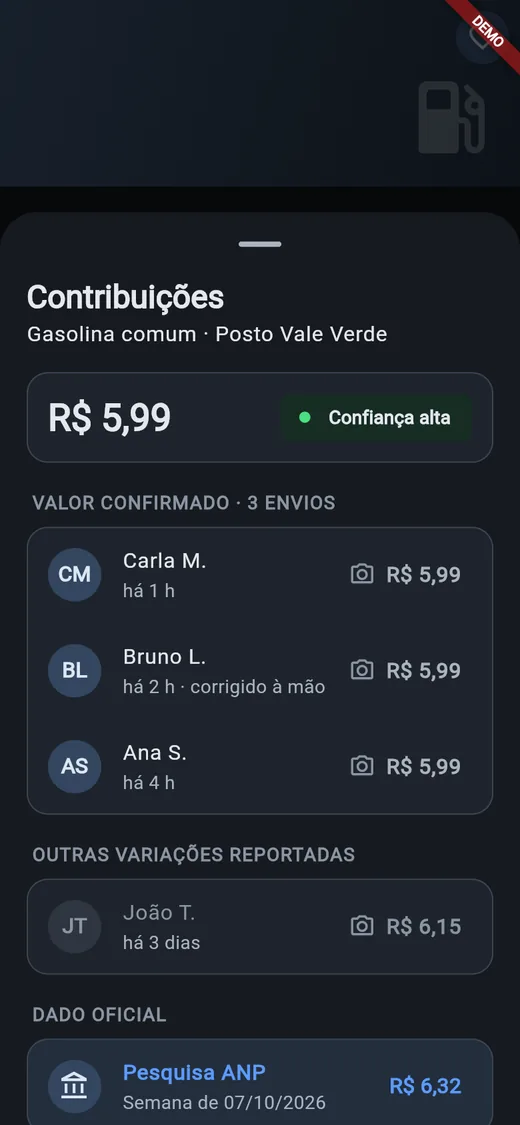 DEMO
Contribuições
Gasolina comum · Posto Vale Verde
R$ 5,99
Confiança alta
VALOR CONFIRMADO · 3 ENVIOS
CM
Carla M.
há 1 h
R$ 5,99
BL
Bruno L.
há 2 h · corrigido à mão
R$ 5,99
AS
Ana S.
há 4 h
R$ 5,99
OUTRAS VARIAÇÕES REPORTADAS
JT
João T.
há 3 dias
R$ 6,15
DADO OFICIAL
Pesquisa ANP
Semana de 07/10/2026
R$ 6,32